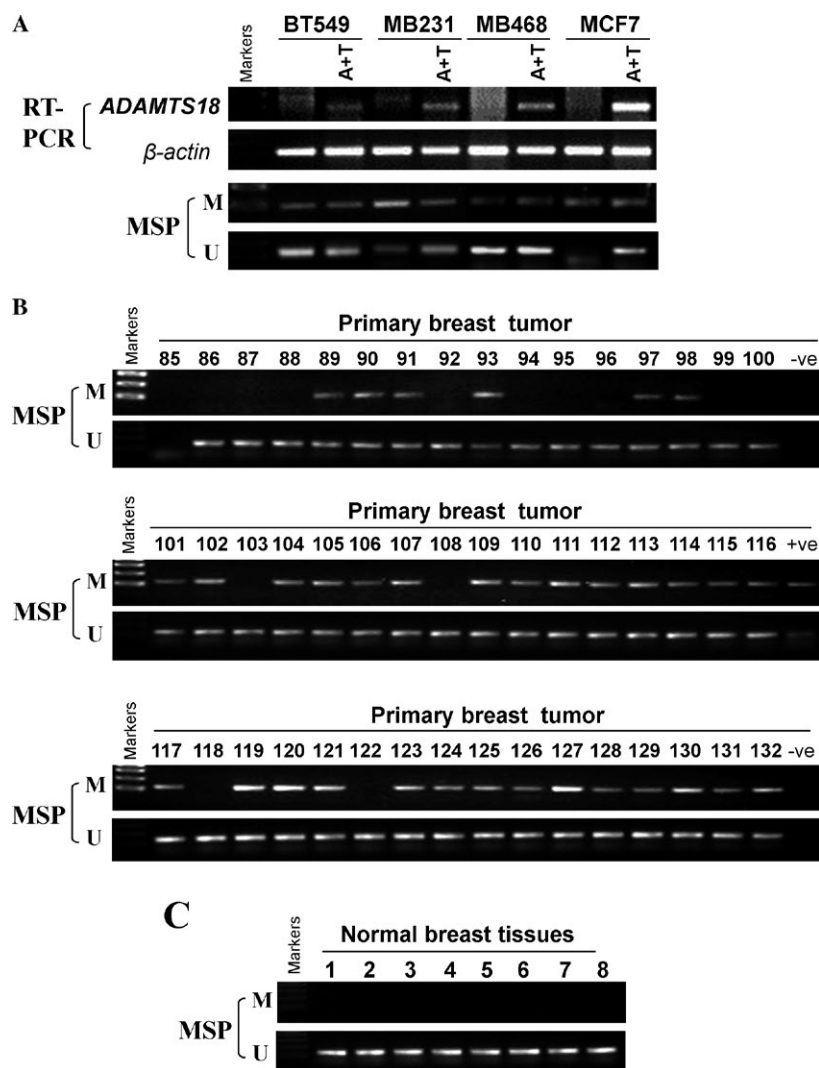 A
BT549 MB231 MB468 MCF7
Markers A+T A+T A+T A+T
RT-PCR
ADAMTS18
β-actin
MSP
M
U
B
Primary breast tumor
Markers 85 86 87 88 89 90 91 92 93 94 95 96 97 98 99 100 -ve
MSP
M
U
Primary breast tumor
Markers 101 102 103 104 105 106 107 108 109 110 111 112 113 114 115 116 +ve
MSP
M
U
Primary breast tumor
Markers 117 118 119 120 121 122 123 124 125 126 127 128 129 130 131 132 -ve
MSP
M
U
C
Normal breast tissues
Markers 1 2 3 4 5 6 7 8
MSP
M
U